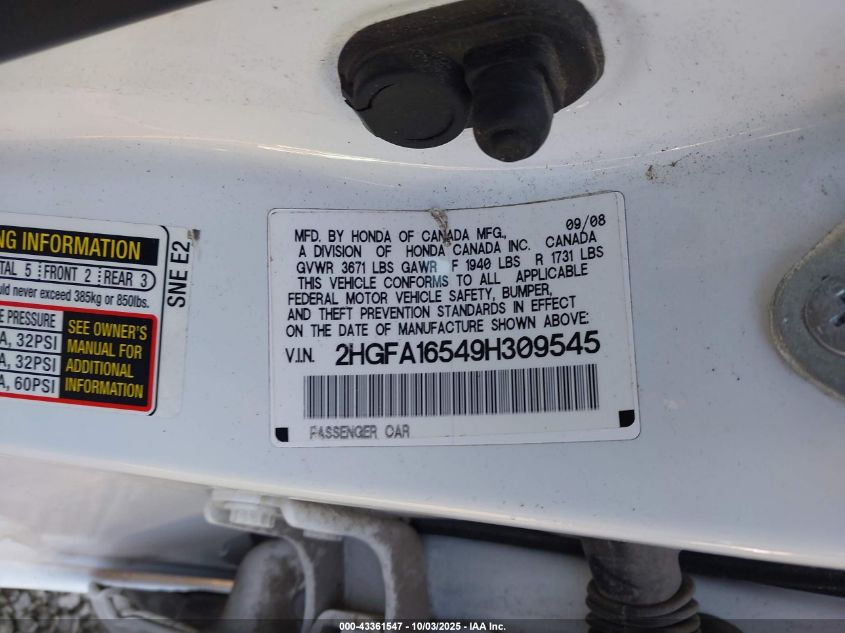 NG INFORMATION
TAL 5 FRONT 2 REAR 3
uld never exceed 385kg or 850lbs.
E PRESSURE
A, 32PSI
A, 32PSI
A, 60PSI
SEE OWNER'S
MANUAL FOR
ADDITIONAL
INFORMATION
SNE E2
09/08
MFD. BY HONDA OF CANADA MFG.,
A DIVISION OF HONDA CANADA INC. CANADA
GVWR 3671 LBS GAWR F 1940 LBS R 1731 LBS
THIS VEHICLE CONFORMS TO ALL APPLICABLE
FEDERAL MOTOR VEHICLE SAFETY, BUMPER,
AND THEFT PREVENTION STANDARDS IN EFFECT
ON THE DATE OF MANUFACTURE SHOWN ABOVE:
V.I.N. 2HGFA16549H309545
PASSENGER CAR
000-43361547 - 10/03/2025 - IAA Inc.